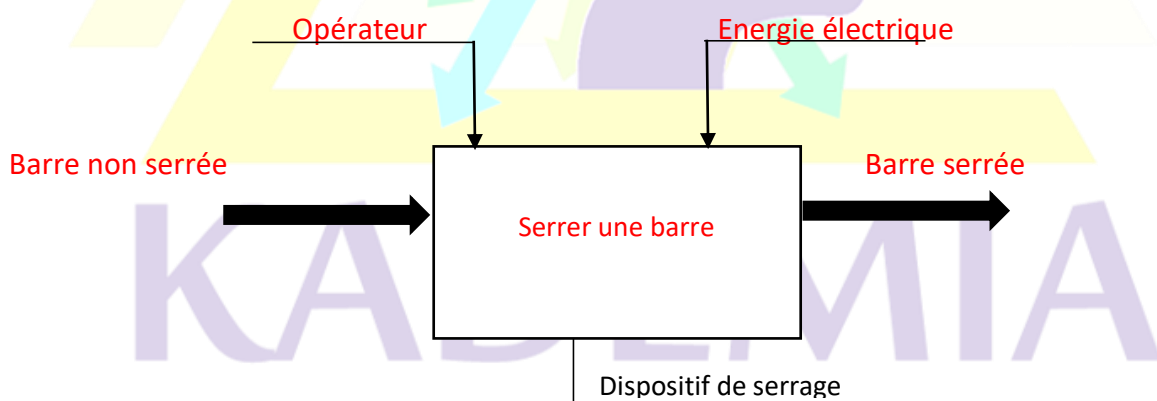 Opérateur
Energie électrique
Barre non serrée
Barre serrée
Serrer une barre
KADEMIA
Dispositif de serrage